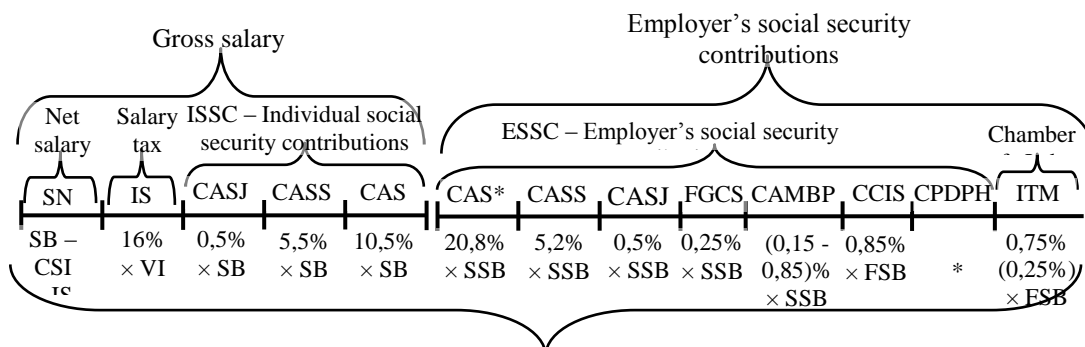 Gross salary
Employer's social security
contributions
Net
salary
Salary
tax
ISSC – Individual social
security contributions
ESSC – Employer's social security
Chamber
SN
IS
CASJ
CASS
CAS
CAS*
CASS
CASJ
FGCS
CAMBP
CCIS
CPDPH
ITM
SB –
CSI
16%
× VI
0,5%
× SB
5,5%
× SB
10,5%
× SB
20,8%
× SSB
5,2%
× SSB
0,5%
× SSB
0,25%
× SSB
(0,15 -
0,85)%
× SSB
0,85%
× FSB
*
0,75%
(0,25%)
× FSB